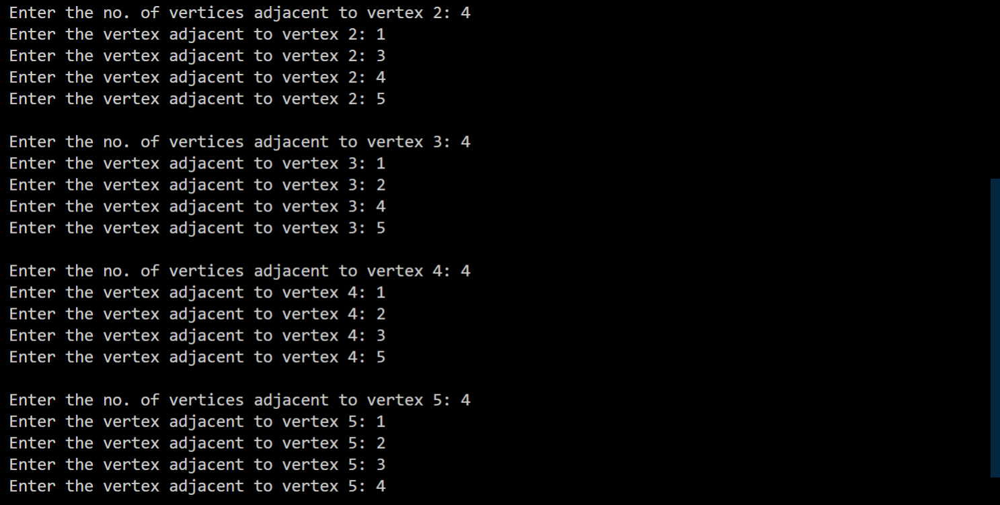 Enter the no. of vertices adjacent to vertex 2: 4
Enter the vertex adjacent to vertex 2: 1
Enter the vertex adjacent to vertex 2: 3
Enter the vertex adjacent to vertex 2: 4
Enter the vertex adjacent to vertex 2: 5
Enter the no. of vertices adjacent to vertex 3: 4
Enter the vertex adjacent to vertex 3: 1
Enter the vertex adjacent to vertex 3: 2
Enter the vertex adjacent to vertex 3: 4
Enter the vertex adjacent to vertex 3: 5
Enter the no. of vertices adjacent to vertex 4: 4
Enter the vertex adjacent to vertex 4: 1
Enter the vertex adjacent to vertex 4: 2
Enter the vertex adjacent to vertex 4: 3
Enter the vertex adjacent to vertex 4: 5
Enter the no. of vertices adjacent to vertex 5: 4
Enter the vertex adjacent to vertex 5: 1
Enter the vertex adjacent to vertex 5: 2
Enter the vertex adjacent to vertex 5: 3
Enter the vertex adjacent to vertex 5: 4